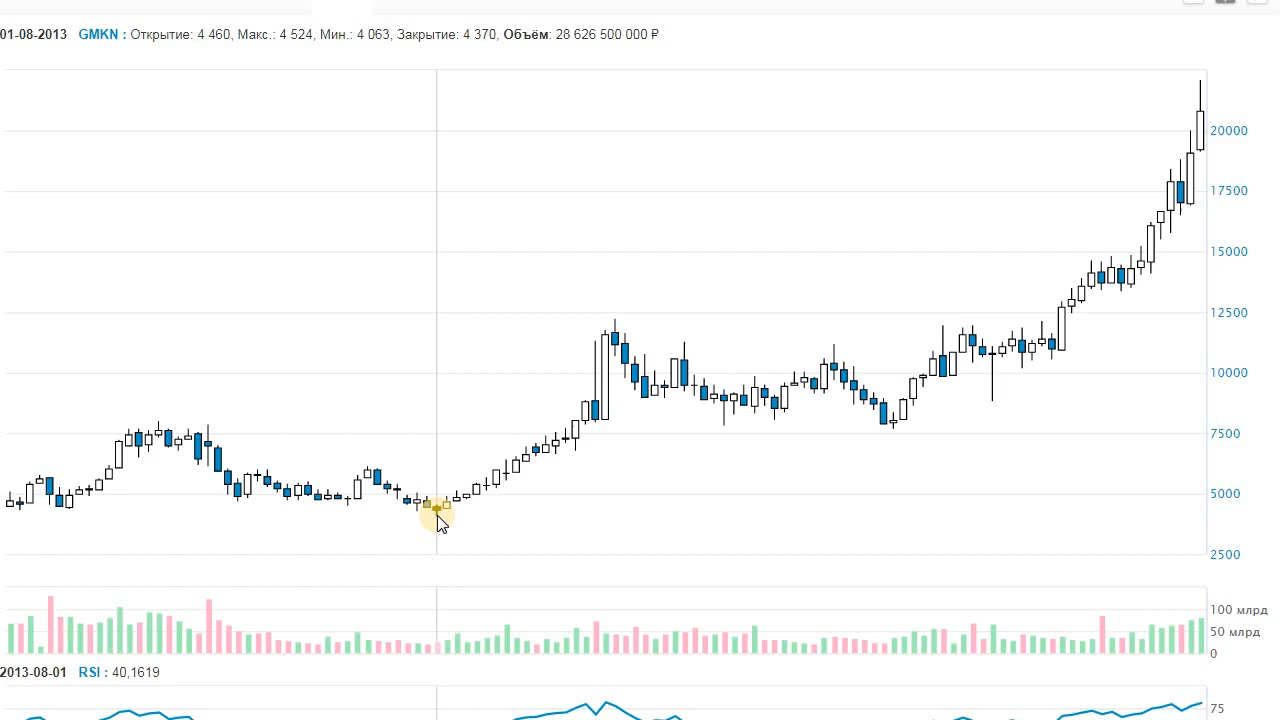 01-08-2013 GMKN : Открытие: 4 460, Макс.: 4 524, Мин.: 4 063, Закрытие: 4 370, Объём: 28 626 500 000 ₽
20000
17500
15000
12500
10000
7500
5000
2500
100 млрд
50 млрд
0
2013-08-01 RSI : 40,1619
75